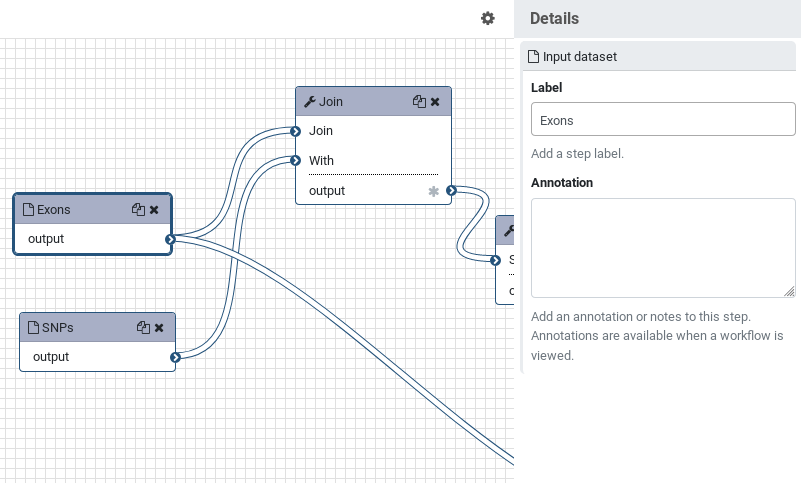 Details
Input dataset
Label
Exons
Add a step label.
Annotation
Add an annotation or notes to this step.
Annotations are available when a workflow is
viewed.
Join
Join
With
output
Exons
output
SNPs
output